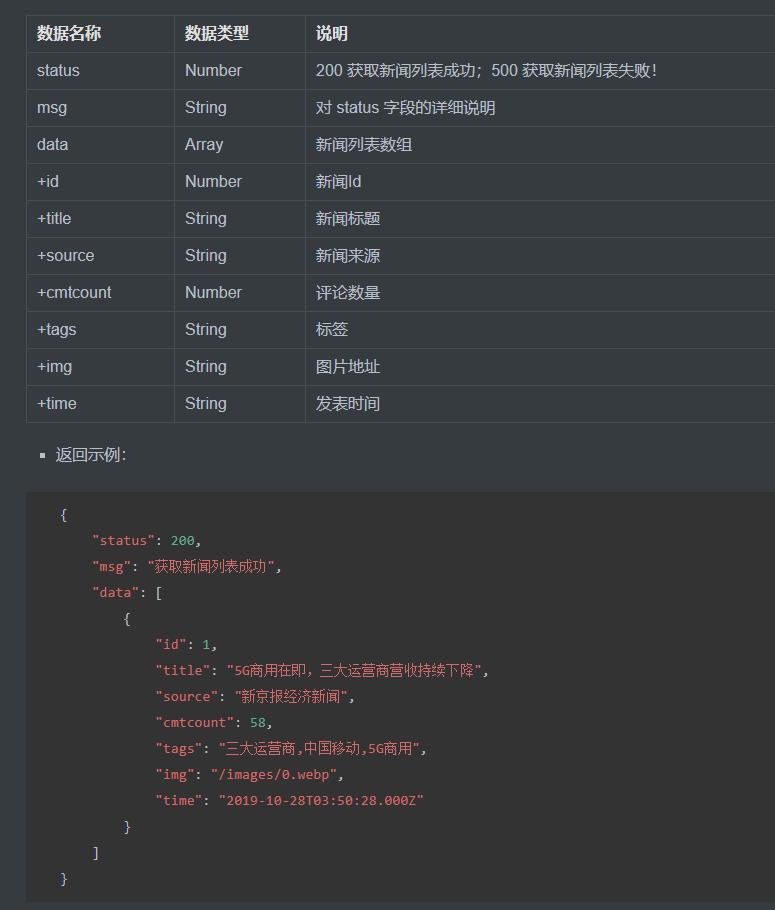 数据名称 数据类型 说明
status Number 200 获取新闻列表成功；500 获取新闻列表失败！
msg String 对 status 字段的详细说明
data Array 新闻列表数组
+id Number 新闻Id
+title String 新闻标题
+source String 新闻来源
+cmtcount Number 评论数量
+tags String 标签
+img String 图片地址
+time String 发表时间
▪ 返回示例：
{
"status": 200,
"msg": "获取新闻列表成功",
"data": [
{
"id": 1,
"title": "5G商用在即，三大运营商营收持续下降",
"source": "新京报经济新闻",
"cmtcount": 58,
"tags": "三大运营商,中国移动,5G商用",
"img": "/images/0.webp",
"time": "2019-10-28T03:50:28.000Z"
}
]
}